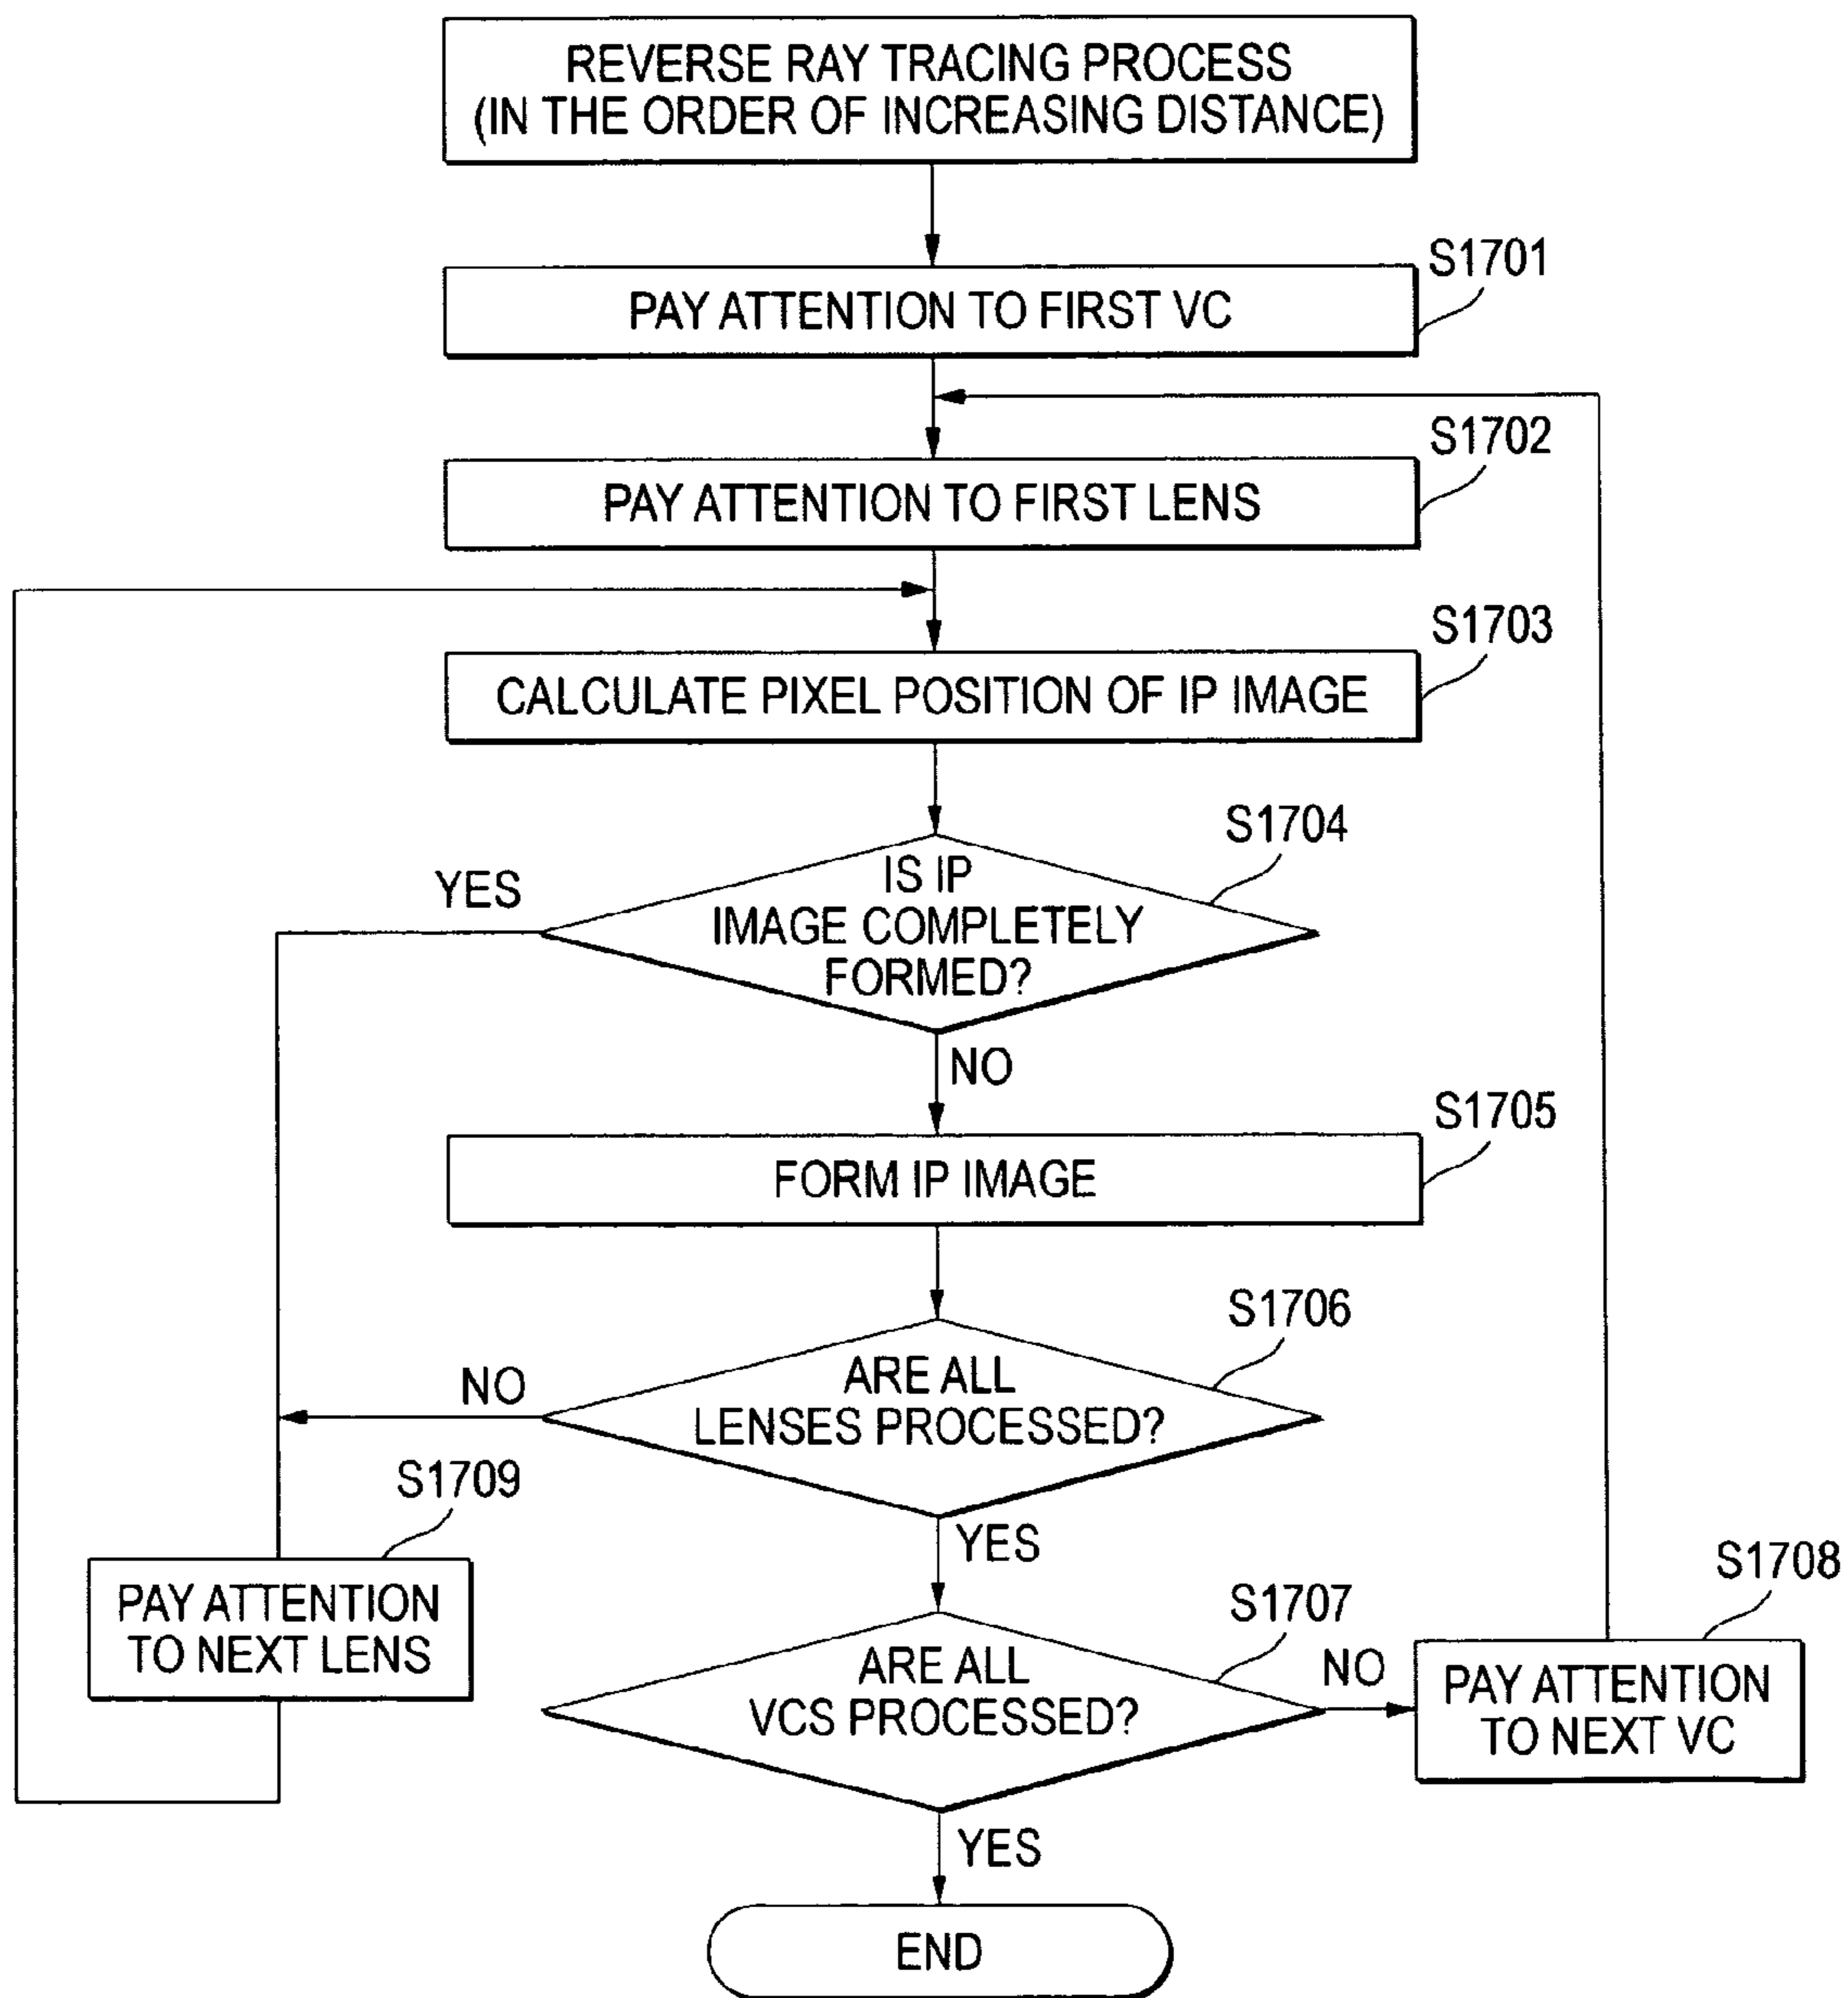 REVERSE RAY TRACING PROCESS
(IN THE ORDER OF INCREASING DISTANCE)
S1701
PAY ATTENTION TO FIRST VC
S1702
PAY ATTENTION TO FIRST LENS
S1703
CALCULATE PIXEL POSITION OF IP IMAGE
S1704
YES
IS IP
IMAGE COMPLETELY
FORMED?
NO
S1705
FORM IP IMAGE
S1706
NO
ARE ALL
LENSES PROCESSED?
S1709
YES
PAY ATTENTION
TO NEXT LENS
S1707
ARE ALL
VCS PROCESSED?
NO
S1708
PAY ATTENTION
TO NEXT VC
YES
END